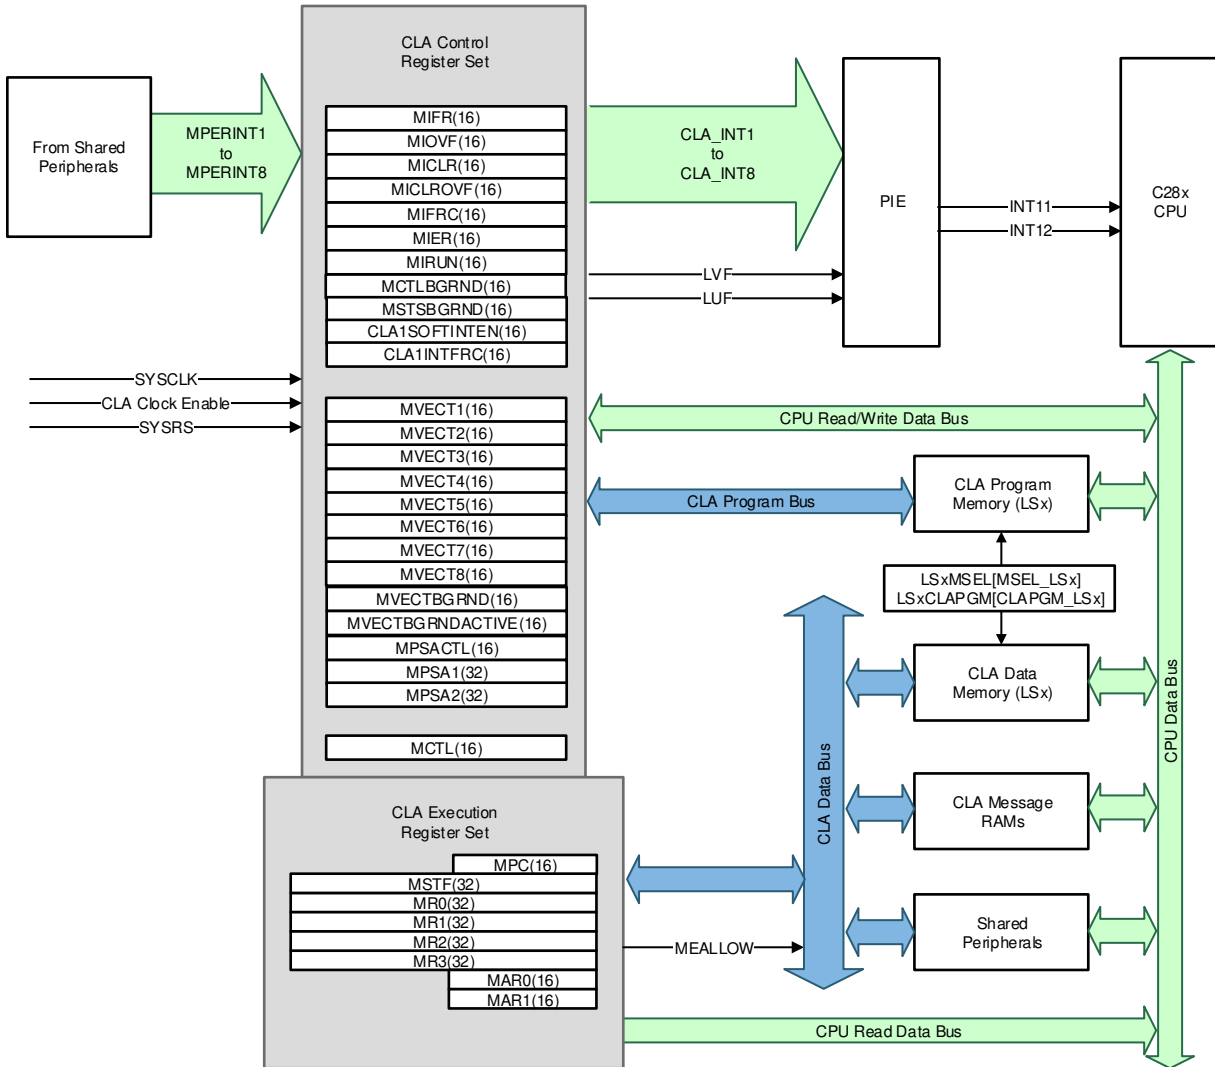 CLA Control
Register Set
From Shared
Peripherals
MPERINT1
to
MPERINT8
MIFR(16)
MIOVF(16)
MICLR(16)
MICLROVF(16)
MIFRC(16)
MIER(16)
MIRUN(16)
MCTLBGRND(16)
MSTSBGRND(16)
CLA1SOFTINTEN(16)
CLA1INTFRC(16)
CLA_INT1
to
CLA_INT8
LVF
LUF
PIE
INT11
INT12
C28x
CPU
SYSCLK
CLA Clock Enable
SYSRS
MVECT1(16)
MVECT2(16)
MVECT3(16)
MVECT4(16)
MVECT5(16)
MVECT6(16)
MVECT7(16)
MVECT8(16)
MVECTBGRND(16)
MVECTBGRNDACTIVE(16)
MPSACTL(16)
MPSA1(32)
MPSA2(32)
MCTL(16)
CPU Read/Write Data Bus
CLA Program Bus
CLA Program
Memory (LSx)
LSxMSEL[MSEL_LSx]
LSxCLAPGM[CLAPGM_LSx]
CLA Data
Memory (LSx)
CLA Message
RAMs
Shared
Peripherals
CLA Data Bus
CPU Data Bus
CLA Execution
Register Set
MPC(16)
MSTF(32)
MR0(32)
MR1(32)
MR2(32)
MR3(32)
MAR0(16)
MAR1(16)
MEALLOW
CPU Read Data Bus